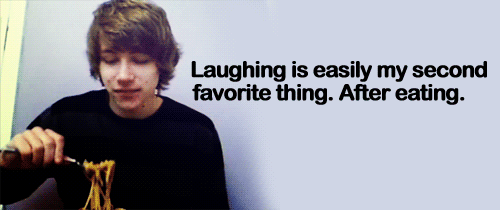 Laughing is easily my second
favorite thing. After eating.